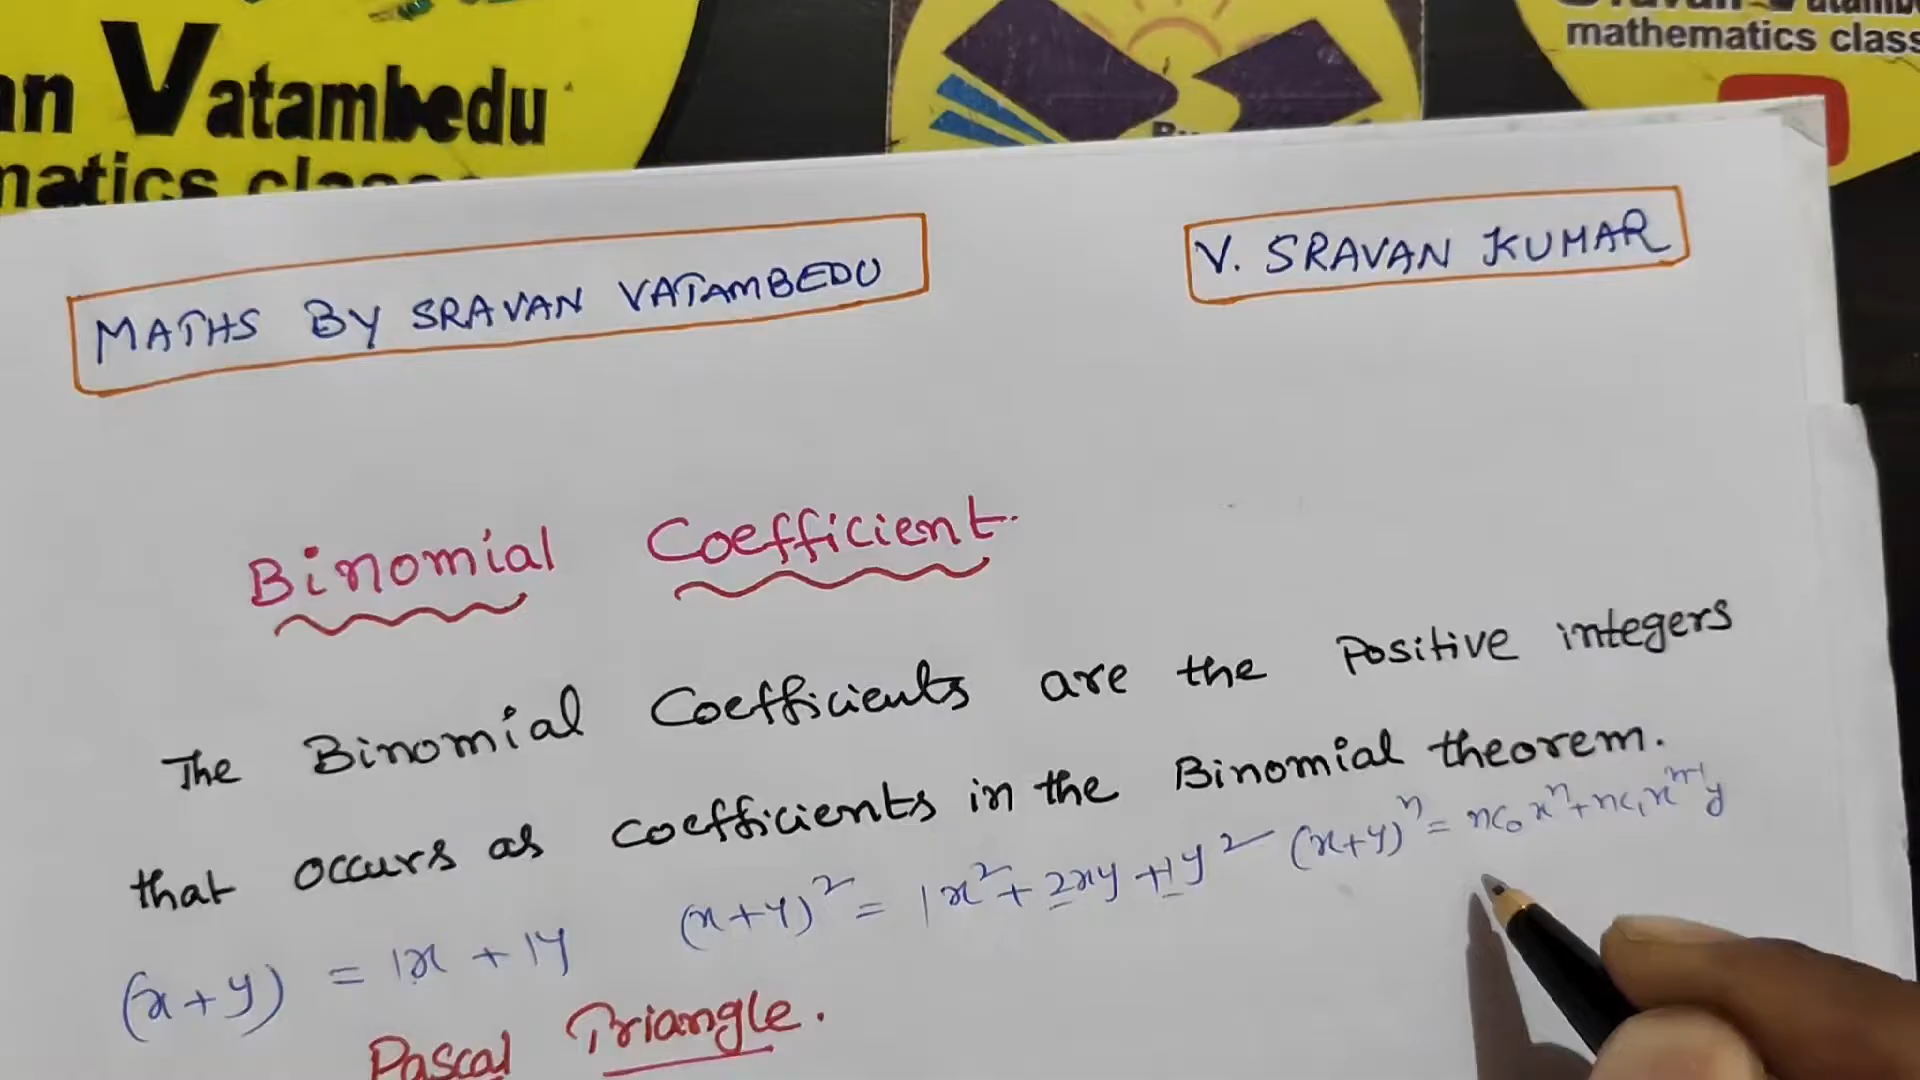 an Vatambedu
mathematics class
MATHS BY SRAVAN VATAMBEDU
V. SRAVAN KUMAR
Binomial Coefficient.
The Binomial Coefficients are the Positive integers
that occurs as coefficients in the Binomial theorem.
(x+y) = 1x + 1y (x+y)² = 1x² + 2xy + 1y² (x+y)ⁿ = nc₀ xⁿ + nc₁ xⁿ⁻¹ y
Pascal Triangle.